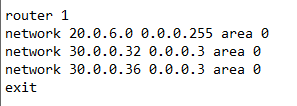 router 1
network 20.0.6.0 0.0.0.255 area 0
network 30.0.0.32 0.0.0.3 area 0
network 30.0.0.36 0.0.0.3 area 0
exit